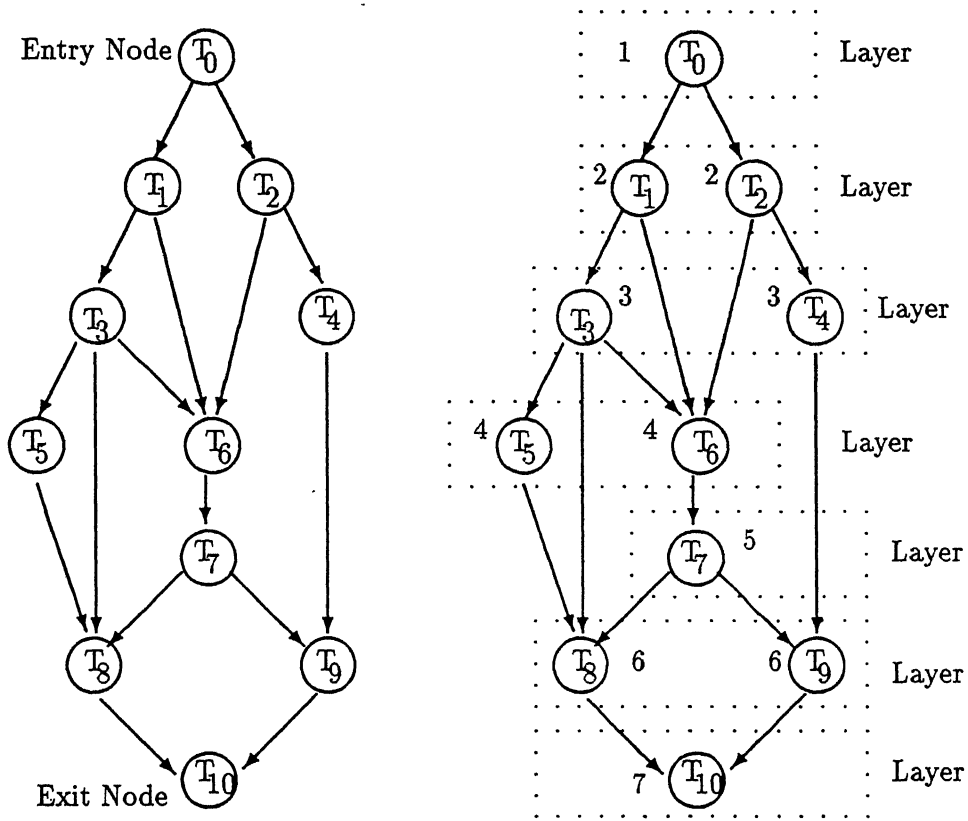 Entry Node T0
T1 T2
T3 T4
T5 T6
T7
T8 T9
T10
Exit Node
1 T0 Layer
2 T1 2 T2 Layer
T3 3 3 T4 Layer
4 T5 4 T6 Layer
T7 5 Layer
T8 6 6 T9 Layer
7 T10 Layer